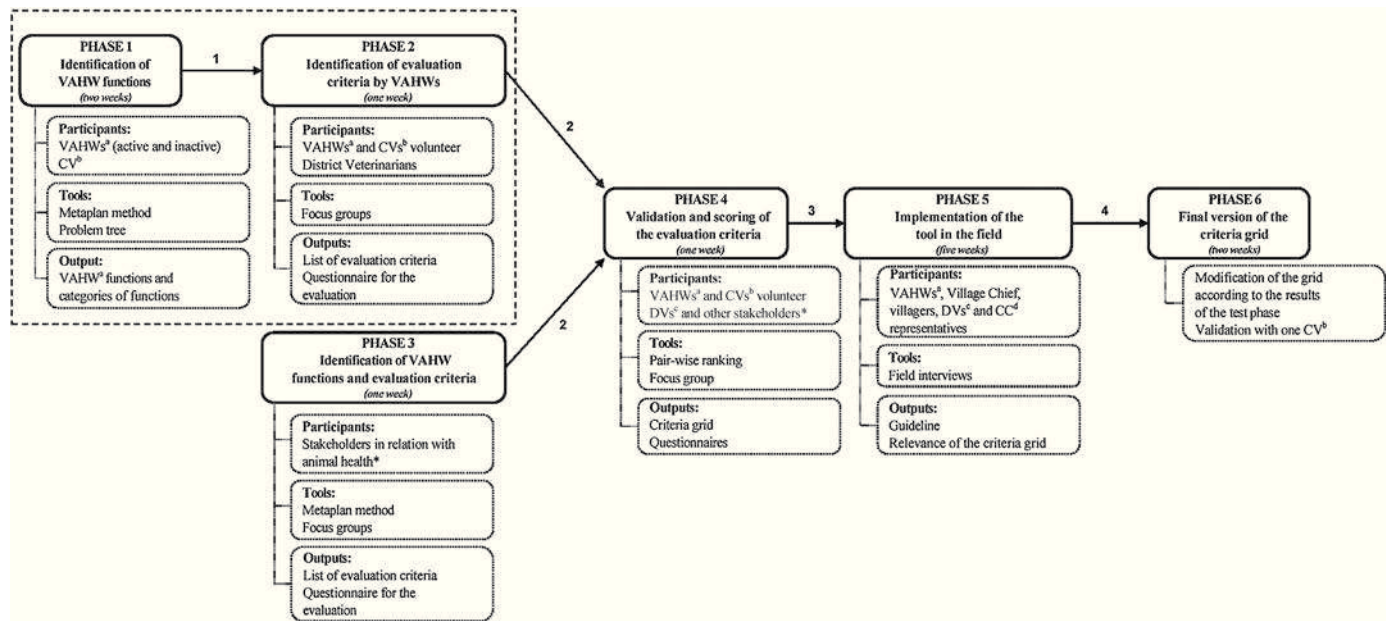 PHASE 1
Identification of
VAHW functions
(two weeks)
Participants:
VAHWsᵃ (active and inactive)
CVᵇ
Tools:
Metaplan method
Problem tree
Output:
VAHWᵃ functions and
categories of functions
1
PHASE 2
Identification of evaluation
criteria by VAHWs
(one week)
Participants:
VAHWsᵃ and CVsᵇ volunteer
District Veterinarians
Tools:
Focus groups
Outputs:
List of evaluation criteria
Questionnaire for the
evaluation
2
PHASE 3
Identification of VAHW
functions and evaluation criteria
(one week)
Participants:
Stakeholders in relation with
animal health*
Tools:
Metaplan method
Focus groups
Outputs:
List of evaluation criteria
Questionnaire for the
evaluation
2
PHASE 4
Validation and scoring of
the evaluation criteria
(one week)
Participants:
VAHWsᵃ and CVsᵇ volunteer
DVsᶜ and other stakeholders*
Tools:
Pair-wise ranking
Focus group
Outputs:
Criteria grid
Questionnaires
3
PHASE 5
Implementation of the
tool in the field
(five weeks)
Participants:
VAHWsᵃ, Village Chief,
villagers, DVsᶜ and CCᵈ
representatives
Tools:
Field interviews
Outputs:
Guideline
Relevance of the criteria grid
4
PHASE 6
Final version of the
criteria grid
(two weeks)
Modification of the grid
according to the results
of the test phase
Validation with one CVᵇ